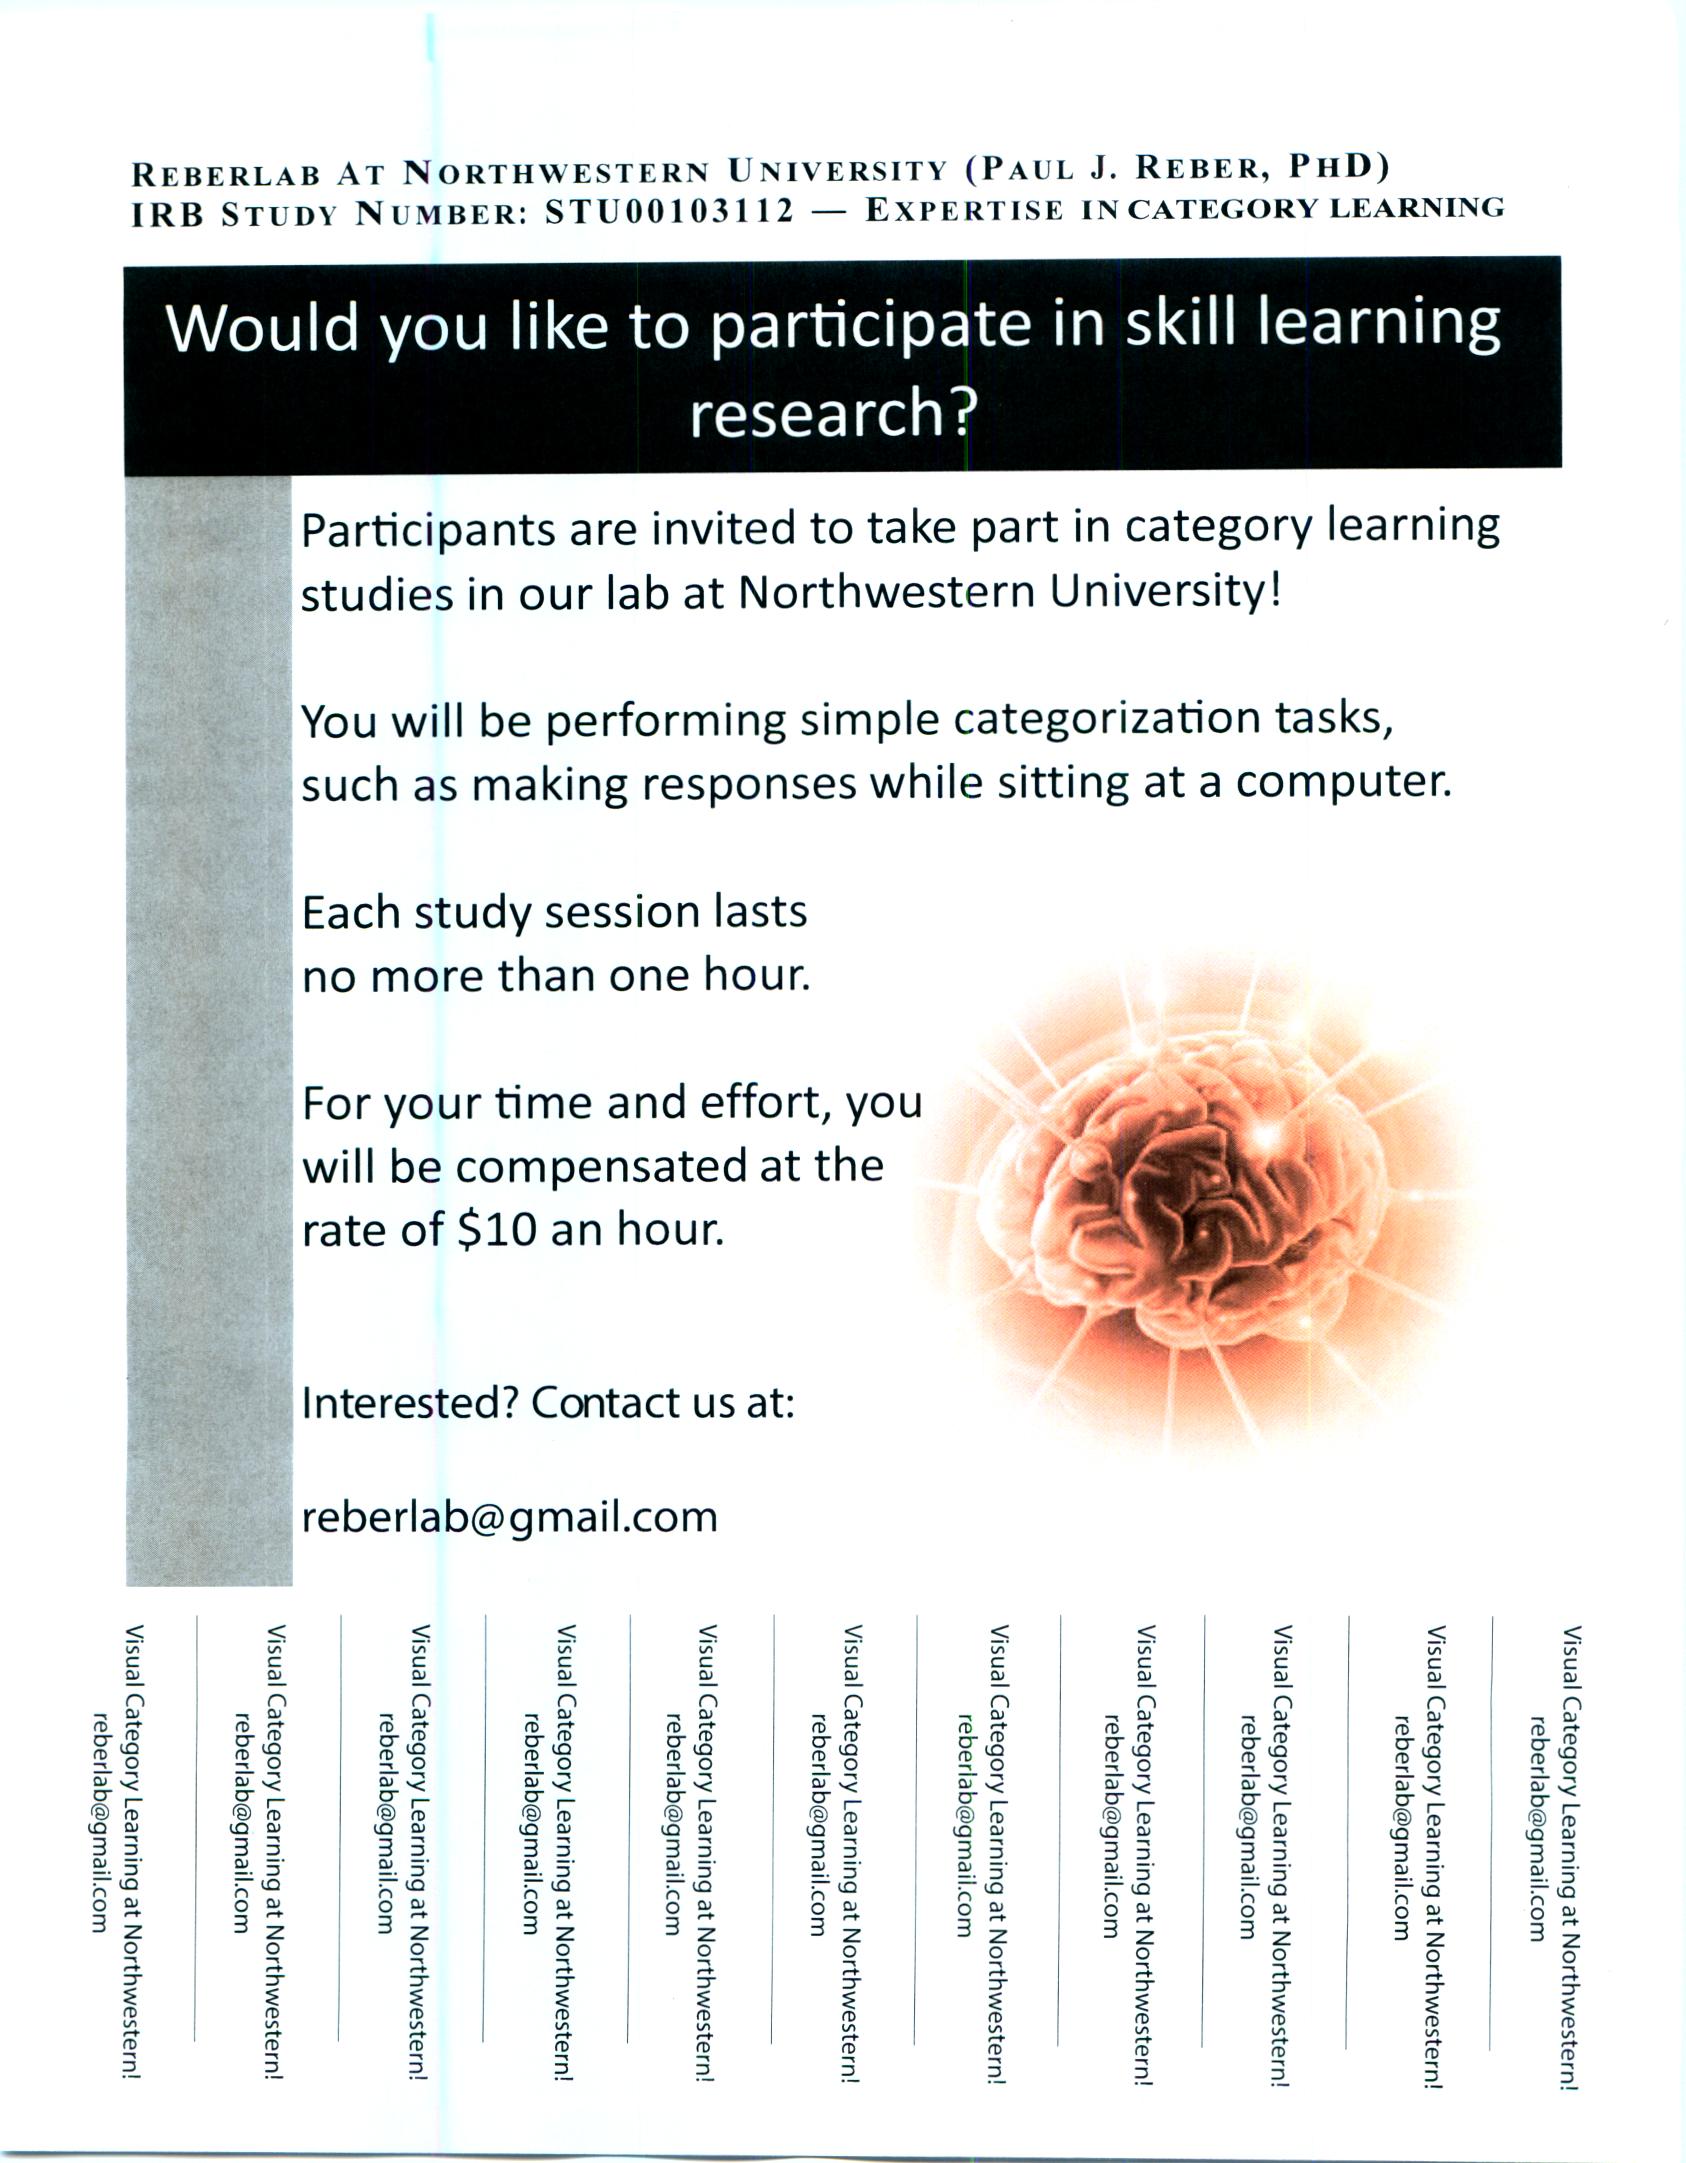 REBERLAB AT NORTHWESTERN UNIVERSITY (PAUL J. REBER, PHD)
IRB STUDY NUMBER: STU00103112 — EXPERTISE IN CATEGORY LEARNING
Would you like to participate in skill learning
research?
Participants are invited to take part in category learning
studies in our lab at Northwestern University!
You will be performing simple categorization tasks,
such as making responses while sitting at a computer.
Each study session lasts
no more than one hour.
For your time and effort, you
will be compensated at the
rate of $10 an hour.
Interested? Contact us at:
reberlab@gmail.com
Visual Category Learning at Northwestern!
reberlab@gmail.com
Visual Category Learning at Northwestern!
reberlab@gmail.com
Visual Category Learning at Northwestern!
reberlab@gmail.com
Visual Category Learning at Northwestern!
reberlab@gmail.com
Visual Category Learning at Northwestern!
reberlab@gmail.com
Visual Category Learning at Northwestern!
reberlab@gmail.com
Visual Category Learning at Northwestern!
reberlab@gmail.com
Visual Category Learning at Northwestern!
reberlab@gmail.com
Visual Category Learning at Northwestern!
reberlab@gmail.com
Visual Category Learning at Northwestern!
reberlab@gmail.com
Visual Category Learning at Northwestern!
reberlab@gmail.com